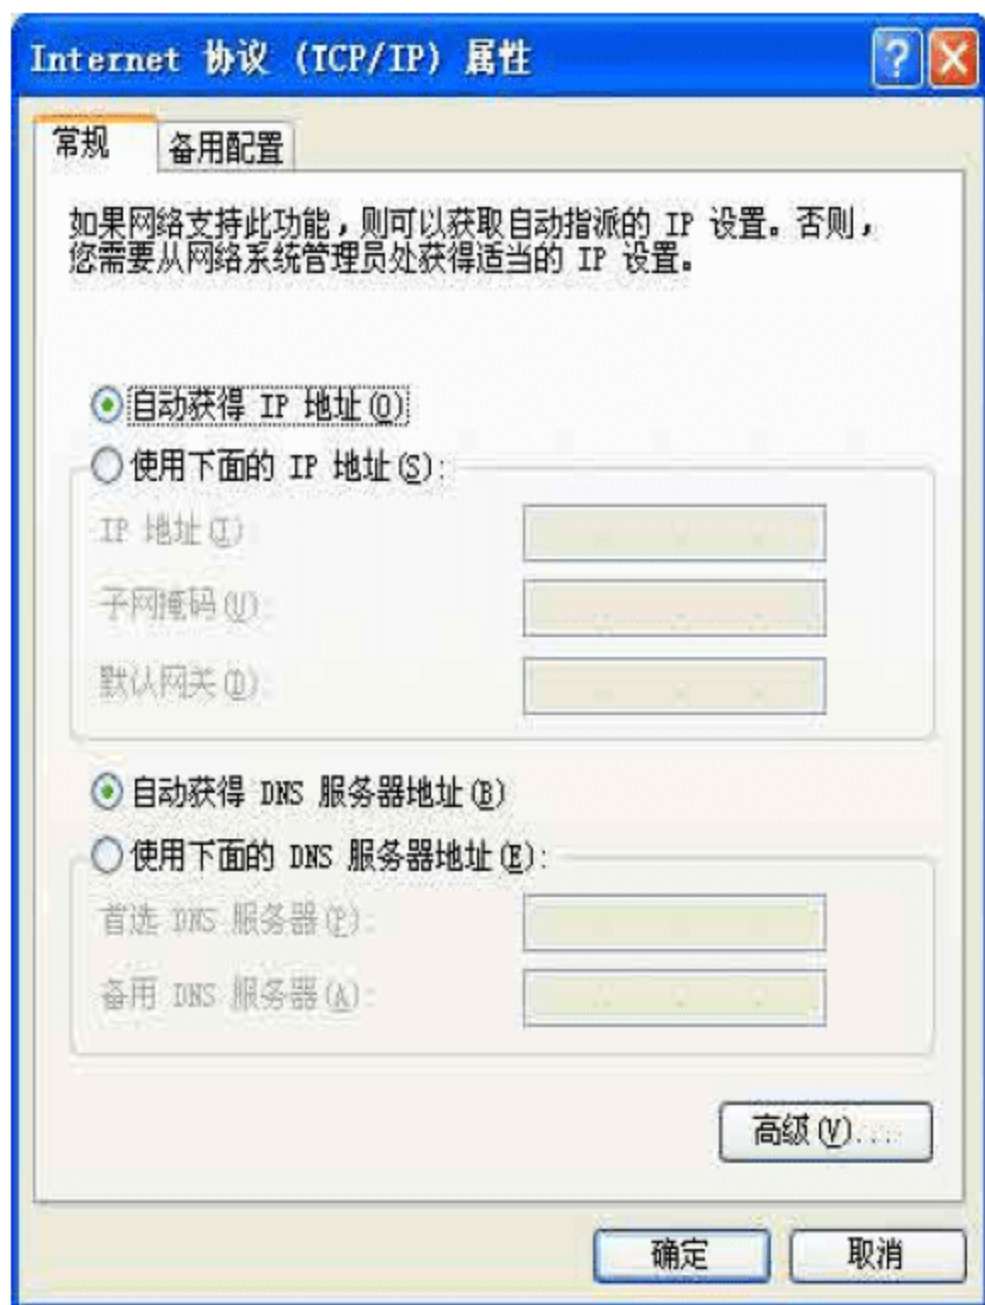 Internet 协议 (TCP/IP) 属性
常规
备用配置
如果网络支持此功能，则可以获取自动指派的 IP 设置。否则，
您需要从网络系统管理员处获得适当的 IP 设置。
自动获得 IP 地址(O)
使用下面的 IP 地址(S):
IP 地址(I):
子网掩码(U):
默认网关(D):
自动获得 DNS 服务器地址(B)
使用下面的 DNS 服务器地址(E):
首选 DNS 服务器(P):
备用 DNS 服务器(A):
高级(V)...
确定
取消